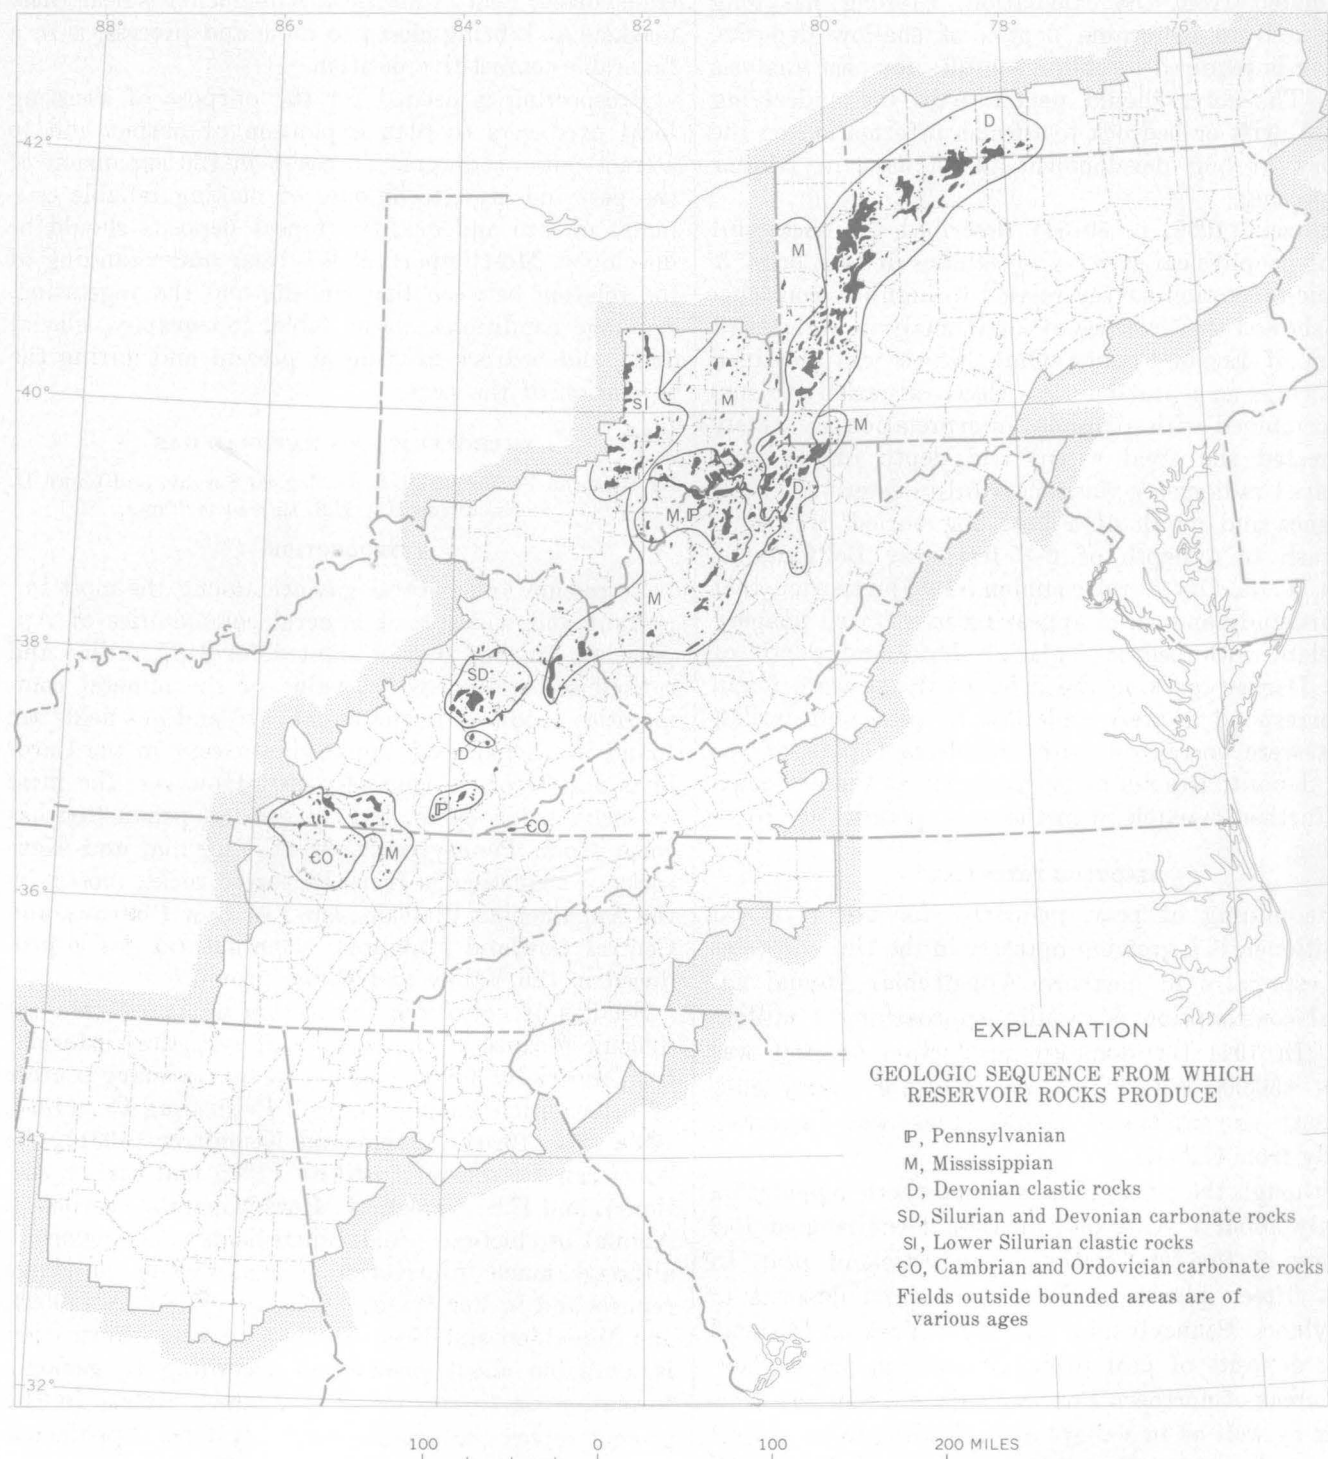 88° 86° 84° 82° 80° 78° 76°
42°
D
M
40°
SI
M
M
D
M, ℙ
M
38°
SD
D
ℙ
ЄO
ЄO
M
36°
34°
32°
EXPLANATION
GEOLOGIC SEQUENCE FROM WHICH
RESERVOIR ROCKS PRODUCE
ℙ, Pennsylvanian
M, Mississippian
D, Devonian clastic rocks
SD, Silurian and Devonian carbonate rocks
SI, Lower Silurian clastic rocks
ЄO, Cambrian and Ordovician carbonate rocks
Fields outside bounded areas are of
various ages
100 0 100 200 MILES